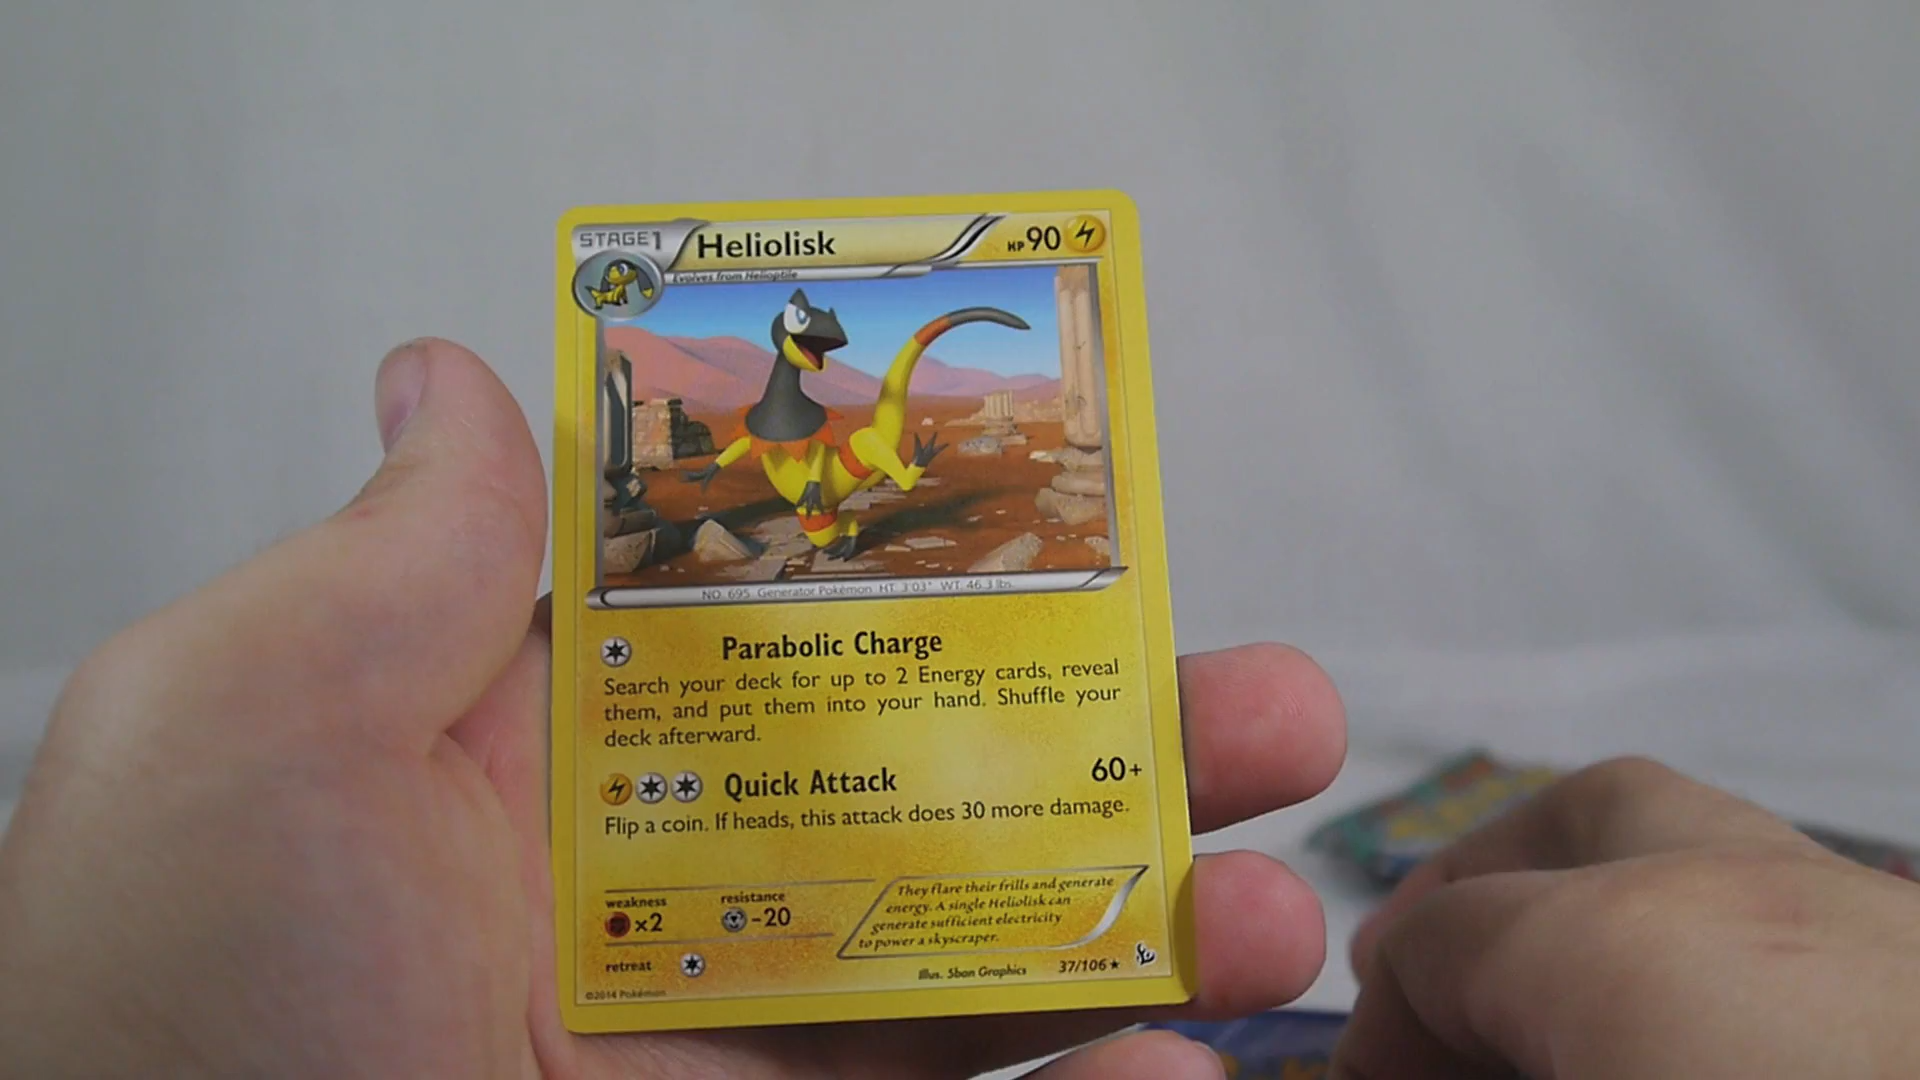 STAGE1 Heliolisk HP90
Evolves from Helioptile
NO. 695 Generator Pokémon HT: 3'03" WT: 46.3 lbs.
Parabolic Charge
Search your deck for up to 2 Energy cards, reveal
them, and put them into your hand. Shuffle your
deck afterward.
Quick Attack 60+
Flip a coin. If heads, this attack does 30 more damage.
weakness
×2
resistance
-20
retreat
They flare their frills and generate
energy. A single Heliolisk can
generate sufficient electricity
to power a skyscraper.
Illus. 5ban Graphics 37/106★
©2014 Pokémon